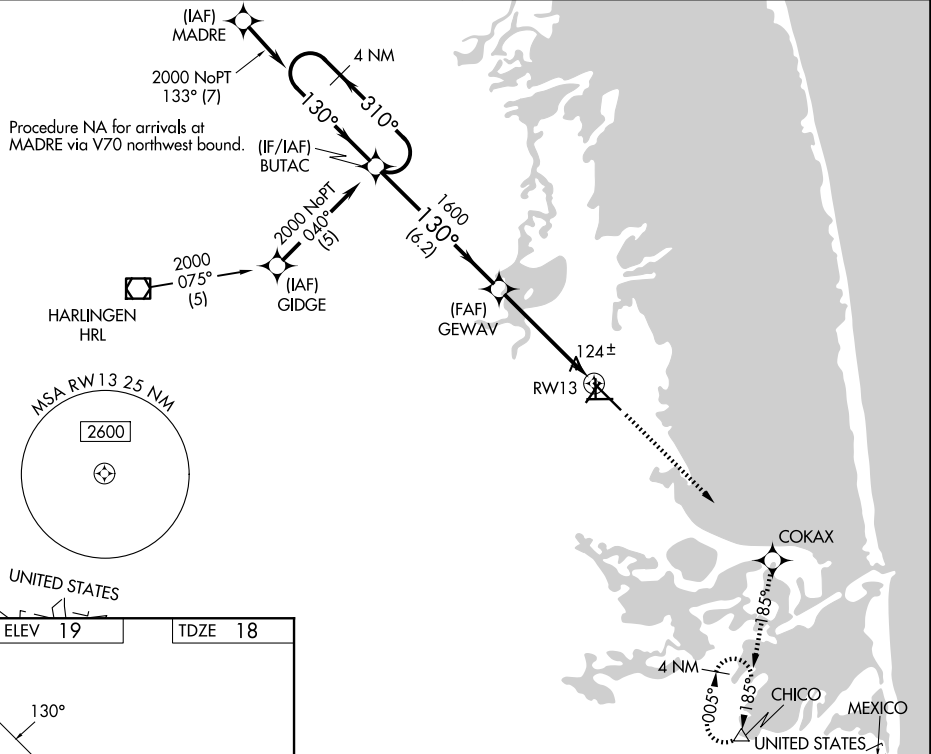 (IAF)
MADRE
2000 NoPT
133° (7)
4 NM
130°
310°
Procedure NA for arrivals at
MADRE via V70 northwest bound.
(IF/IAF)
BUTAC
2000 NoPT
040°
(5)
1600
130°
(6.2)
2000
075°
(5)
(IAF)
GIDGE
HARLINGEN
HRL
(FAF)
GEWAV
124±
RW13
MSA RW13 25 NM
2600
COKAX
185°
4 NM
005°
185°
CHICO
MEXICO
UNITED STATES
UNITED STATES
ELEV 19
TDZE 18
130°